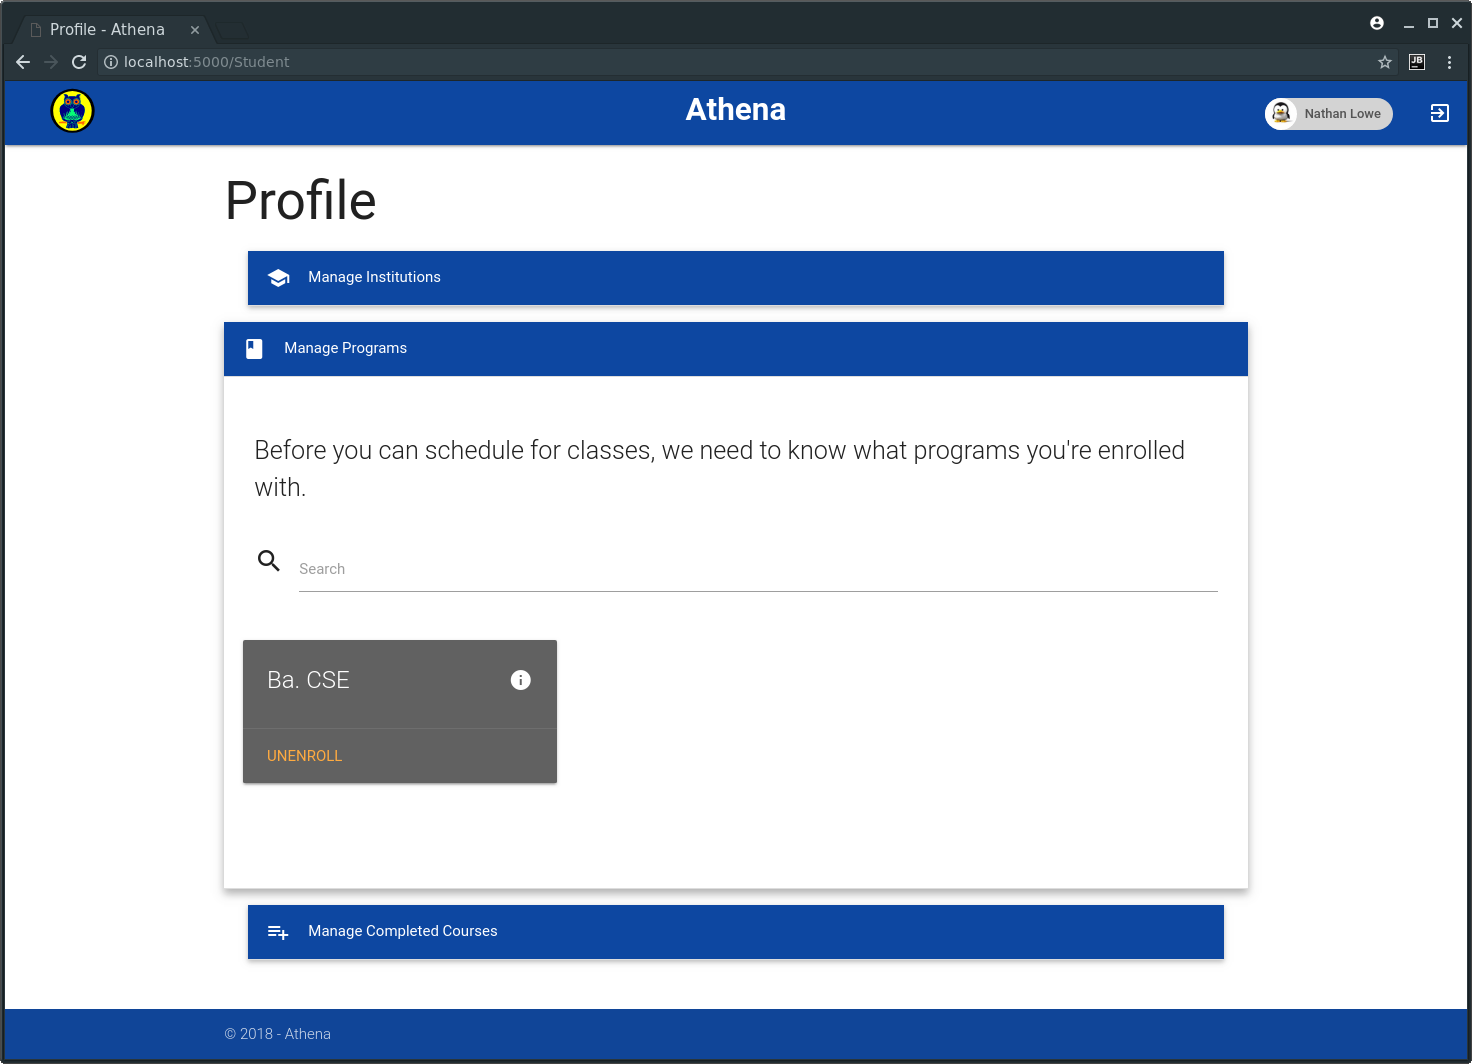 Profile - Athena
localhost:5000/Student
JB
Athena
Nathan Lowe
Profile
Manage Institutions
Manage Programs
Before you can schedule for classes, we need to know what programs you're enrolled
with.
Search
Ba. CSE
UNENROLL
Manage Completed Courses
© 2018 - Athena